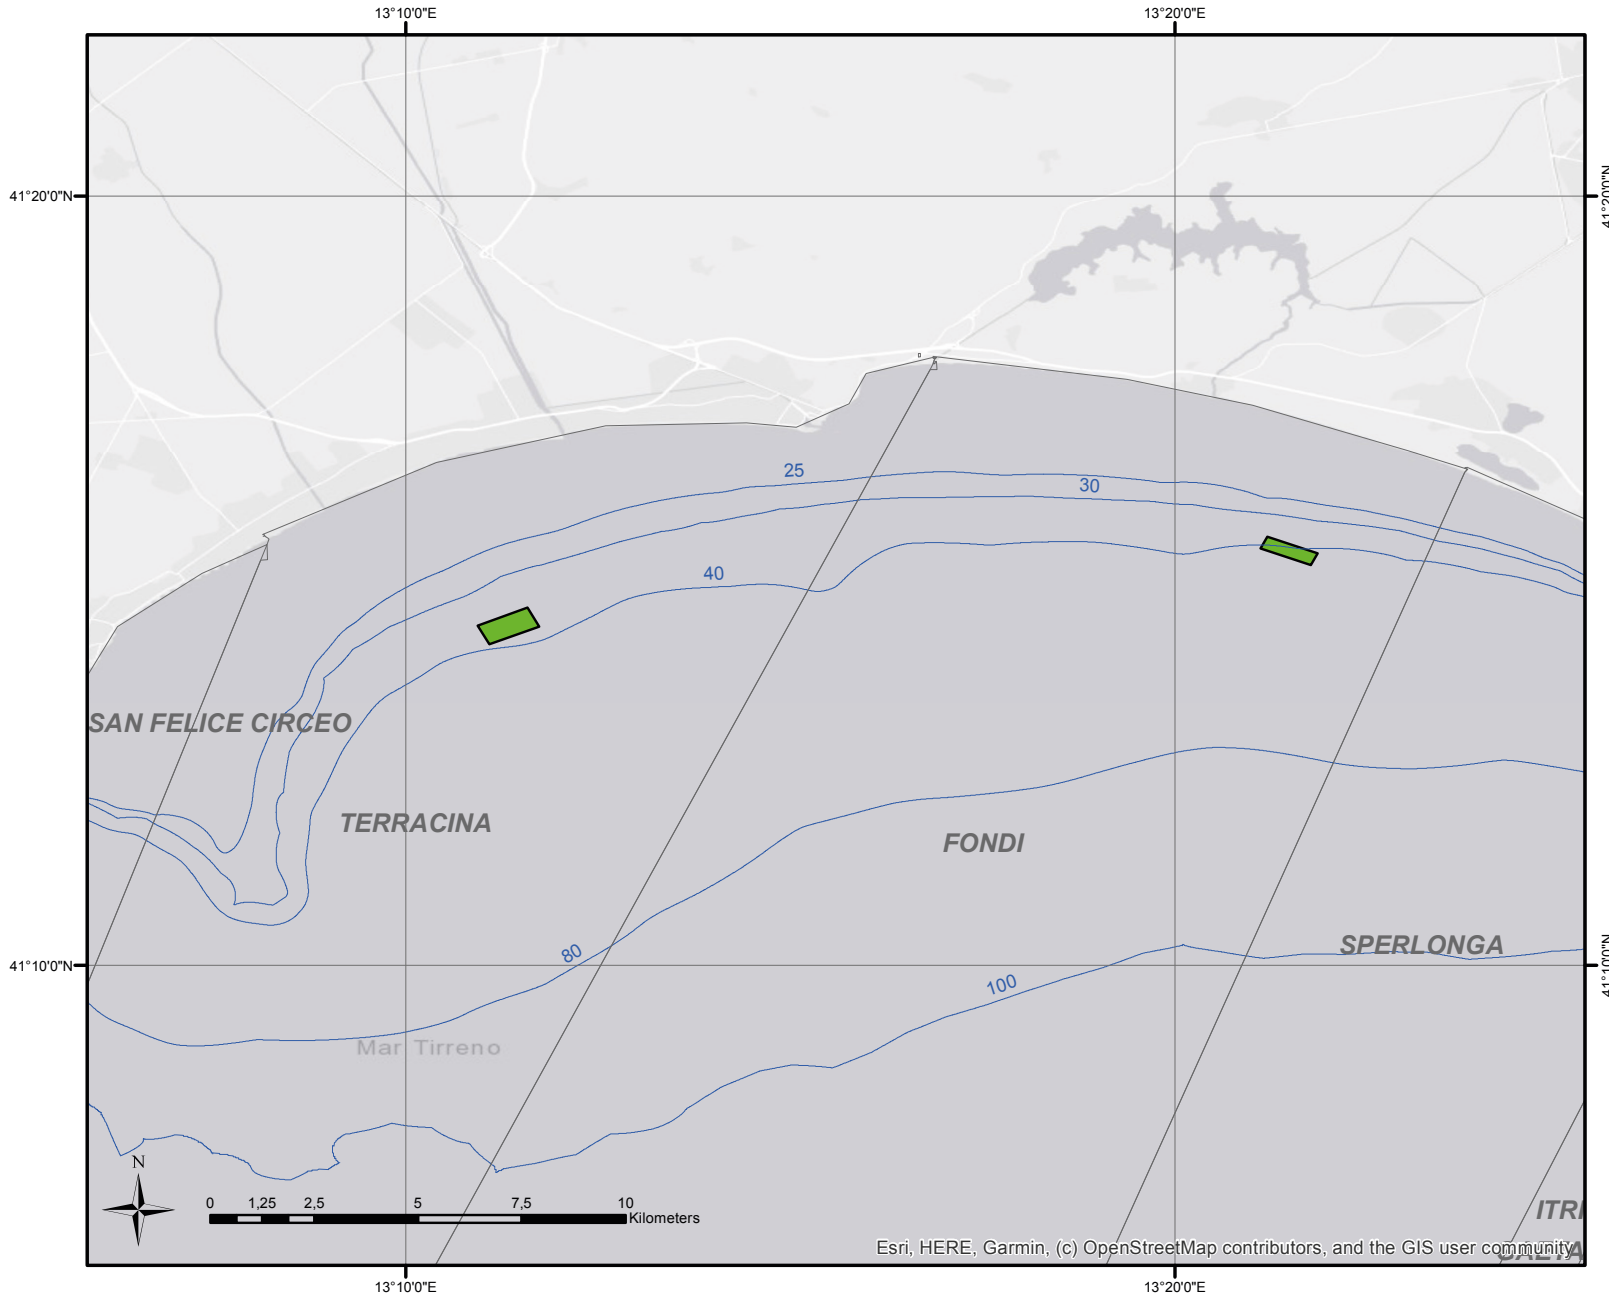 13°10'0"E
13°20'0"E
41°20'0"N
41°20'0"N
25
30
40
SAN FELICE CIRCEO
TERRACINA
FONDI
SPERLONGA
80
100
41°10'0"N
41°10'0"N
Mar Tirreno
N
0 1,25 2,5 5 7,5 10
Kilometers
ITRI
GAETA
Esri, HERE, Garmin, (c) OpenStreetMap contributors, and the GIS user community
13°10'0"E
13°20'0"E